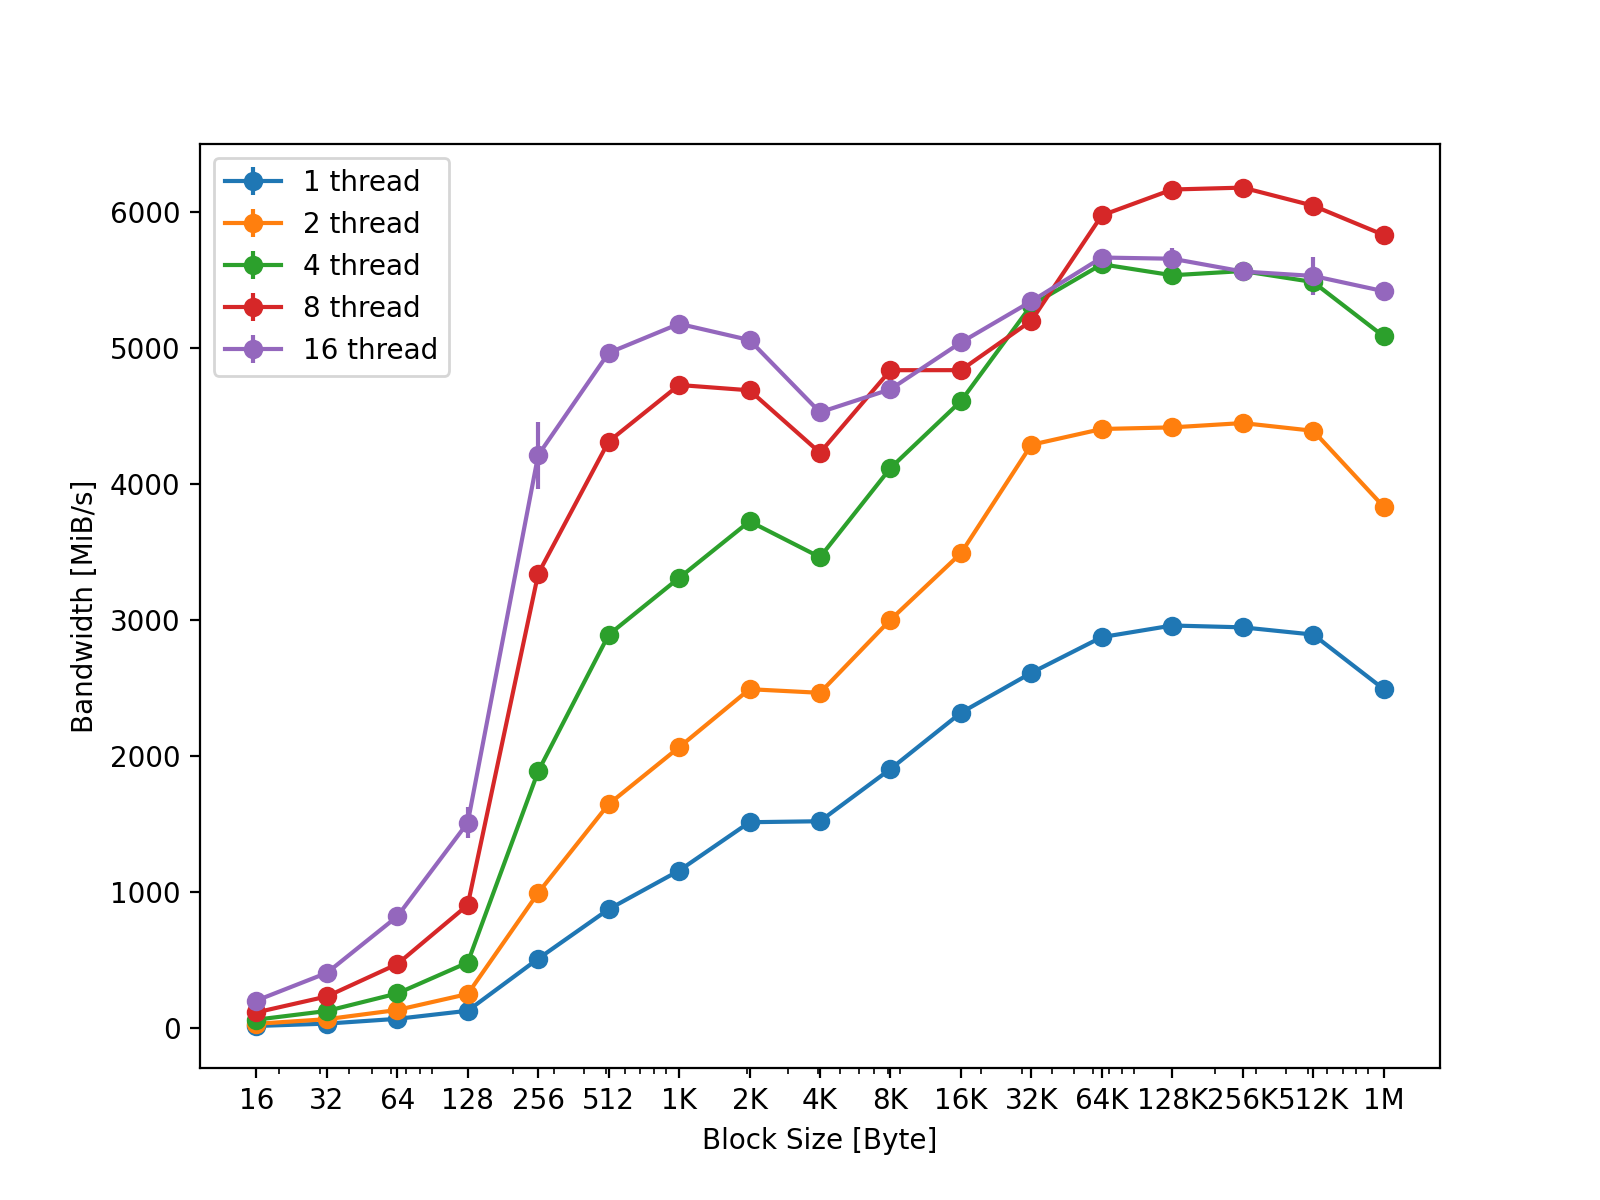 1 thread
2 thread
4 thread
8 thread
16 thread
6000
5000
4000
3000
2000
1000
0
Bandwidth [MiB/s]
16 32 64 128 256 512 1K 2K 4K 8K 16K 32K 64K 128K 256K 512K 1M
Block Size [Byte]